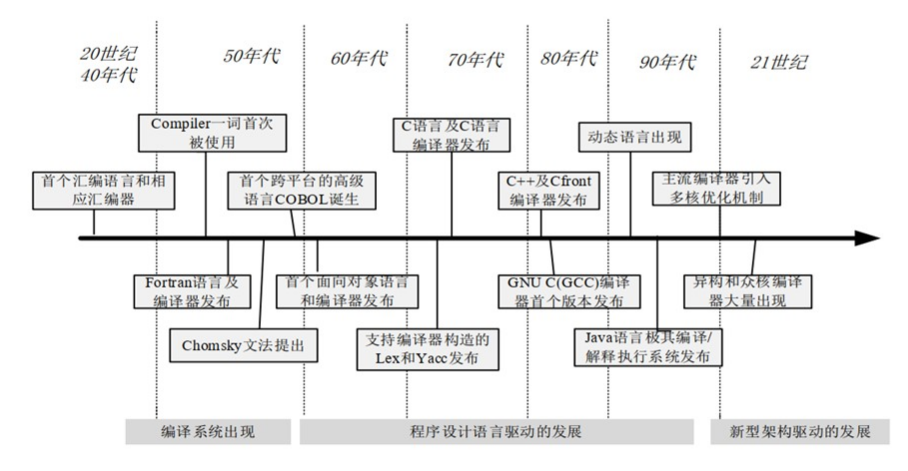 20世纪
40年代
50年代
60年代
70年代
80年代
90年代
21世纪
Compiler一词首次
被使用
C语言及C语言
编译器发布
动态语言出现
首个汇编语言和相
应汇编器
首个跨平台的高级
语言COBOL诞生
C++及Cfront
编译器发布
主流编译器引入
多核优化机制
Fortran语言及
编译器发布
首个面向对象语言
和编译器发布
GNU C(GCC)编译
器首个版本发布
异构和众核编译
器大量出现
Chomsky文法提出
支持编译器构造的
Lex和Yacc发布
Java语言极其编译/
解释执行系统发布
编译系统出现
程序设计语言驱动的发展
新型架构驱动的发展